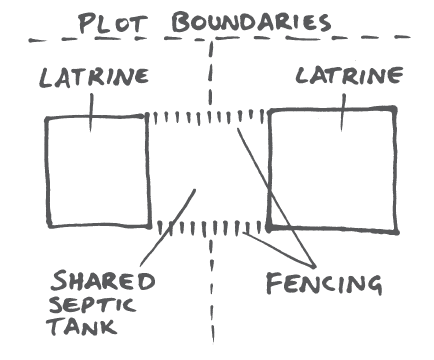 PLOT BOUNDARIES
LATRINE
LATRINE
SHARED
SEPTIC
TANK
FENCING